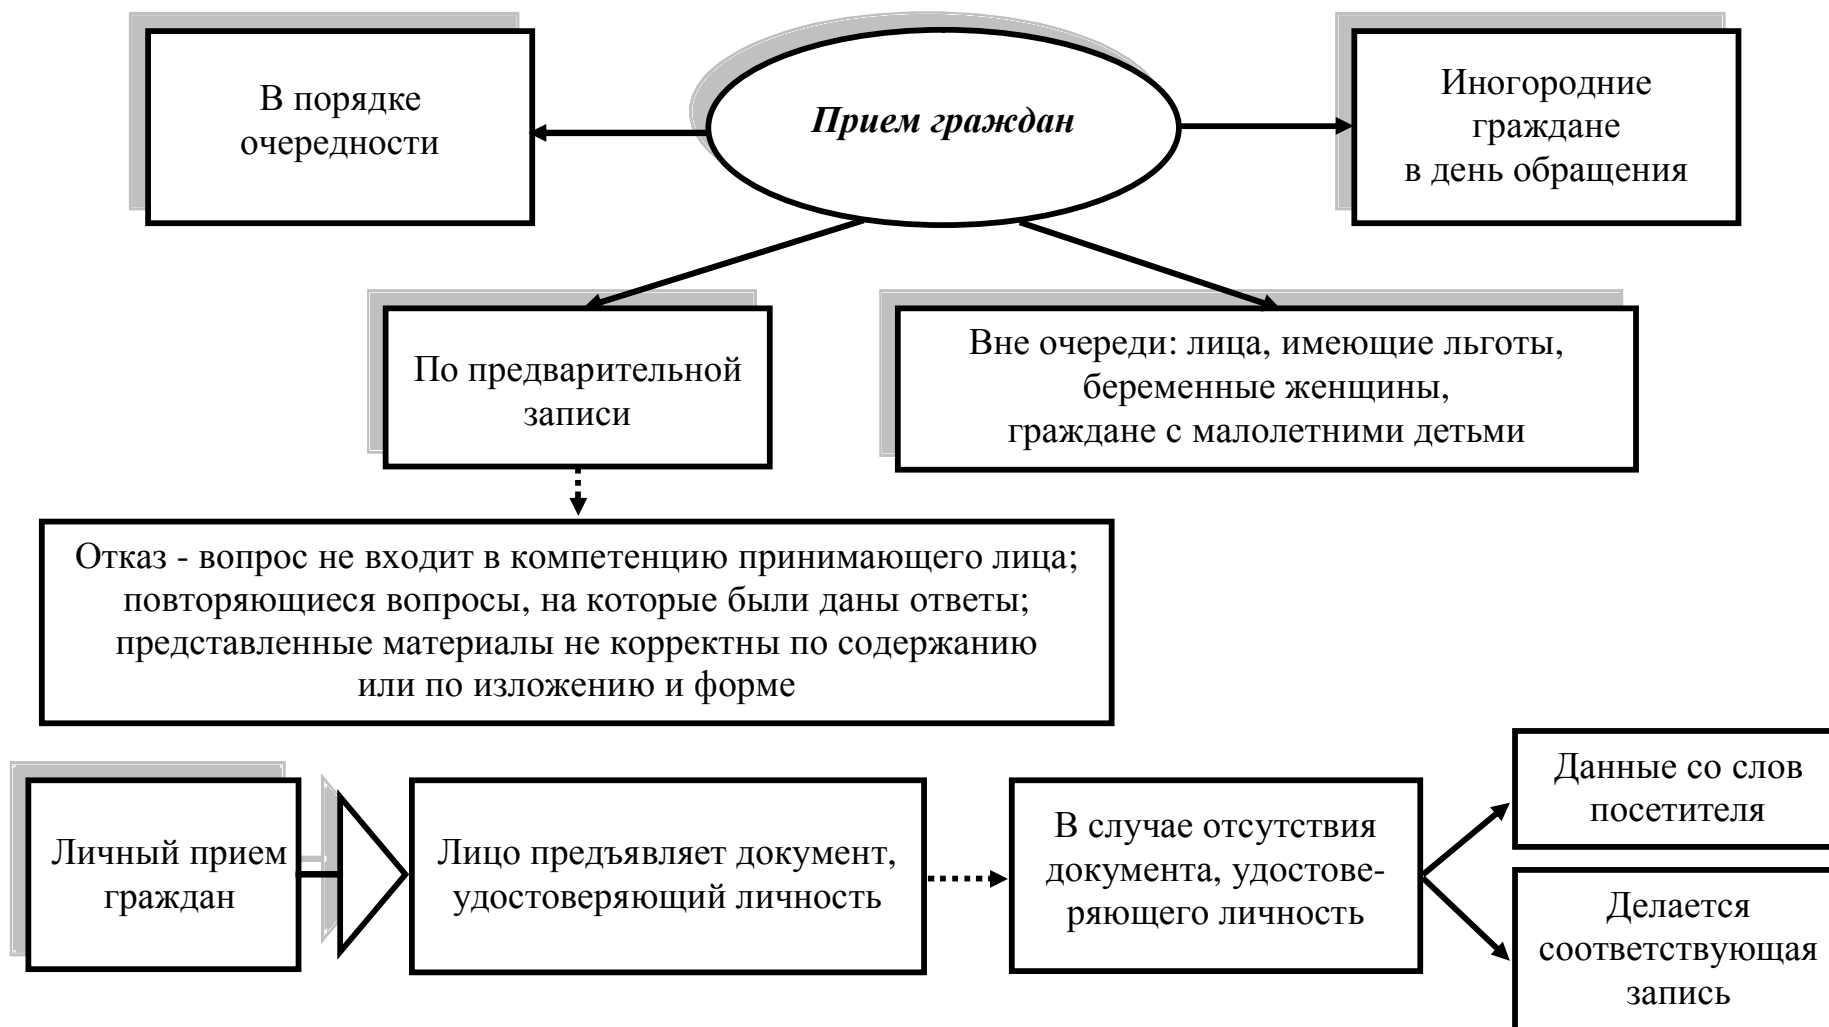 В порядке
очередности
Прием граждан
Иногородние
граждане
в день обращения
По предварительной
записи
Вне очереди: лица, имеющие льготы,
беременные женщины,
граждане с малолетними детьми
Отказ - вопрос не входит в компетенцию принимающего лица;
повторяющиеся вопросы, на которые были даны ответы;
представленные материалы не корректны по содержанию
или по изложению и форме
Личный прием
граждан
Лицо предъявляет документ,
удостоверяющий личность
В случае отсутствия
документа, удостове-
ряющего личность
Данные со слов
посетителя
Делается
соответствующая
запись